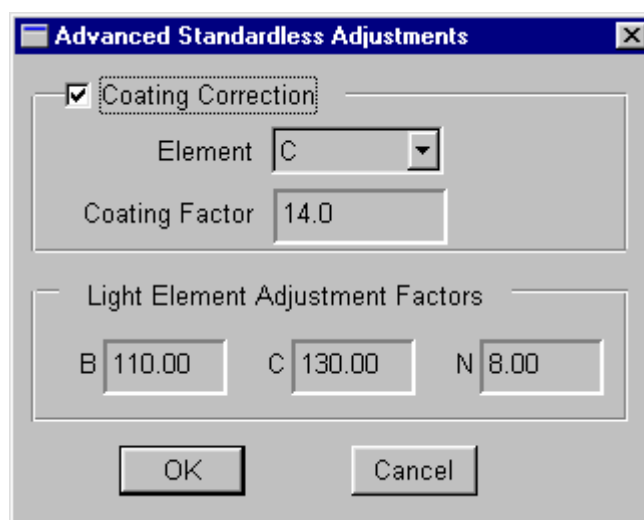 Advanced Standardless Adjustments
Coating Correction
Element C
Coating Factor 14.0
Light Element Adjustment Factors
B 110.00 C 130.00 N 8.00
OK Cancel